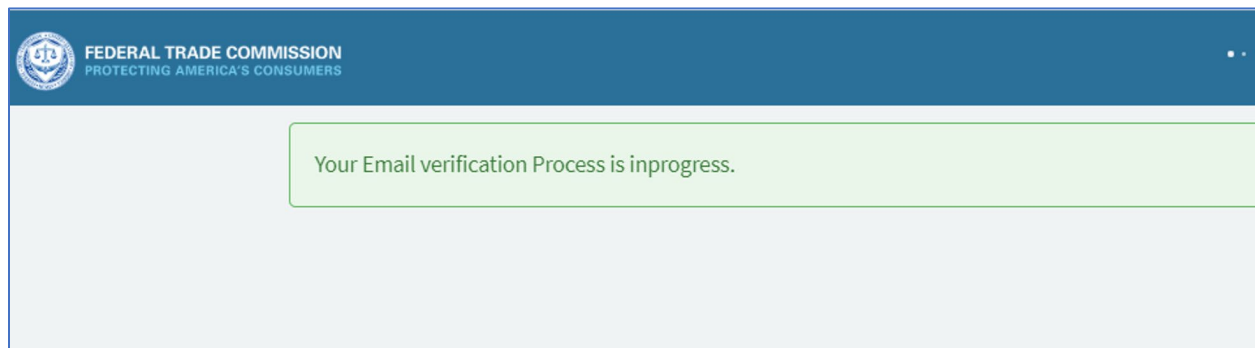 FEDERAL TRADE COMMISSION
PROTECTING AMERICA'S CONSUMERS
Your Email verification Process is inprogress.